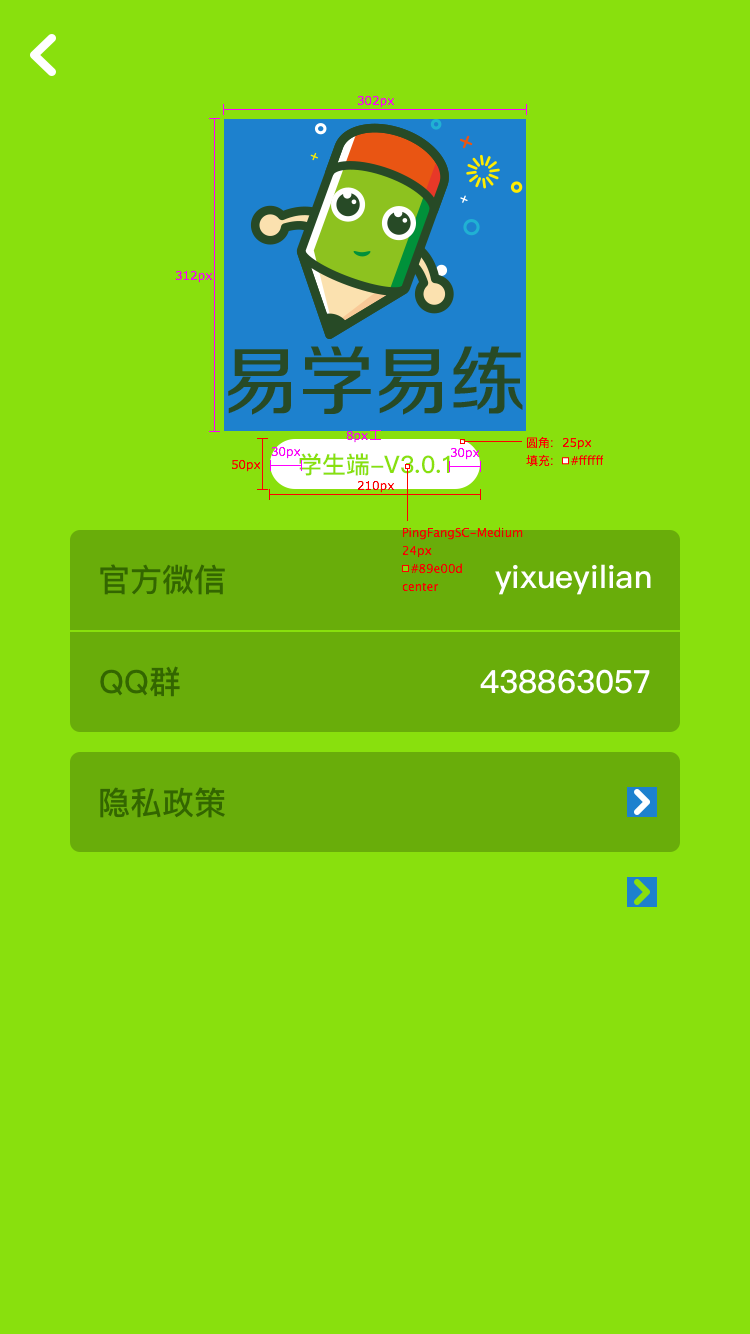 302px
312px
易学易练
8px
圆角：25px
填充：#ffffff
30px
30px
50px
学生端-V3.0.1
210px
PingFangSC-Medium
24px
#89e00d
center
官方微信
yixueyilian
QQ群
438863057
隐私政策